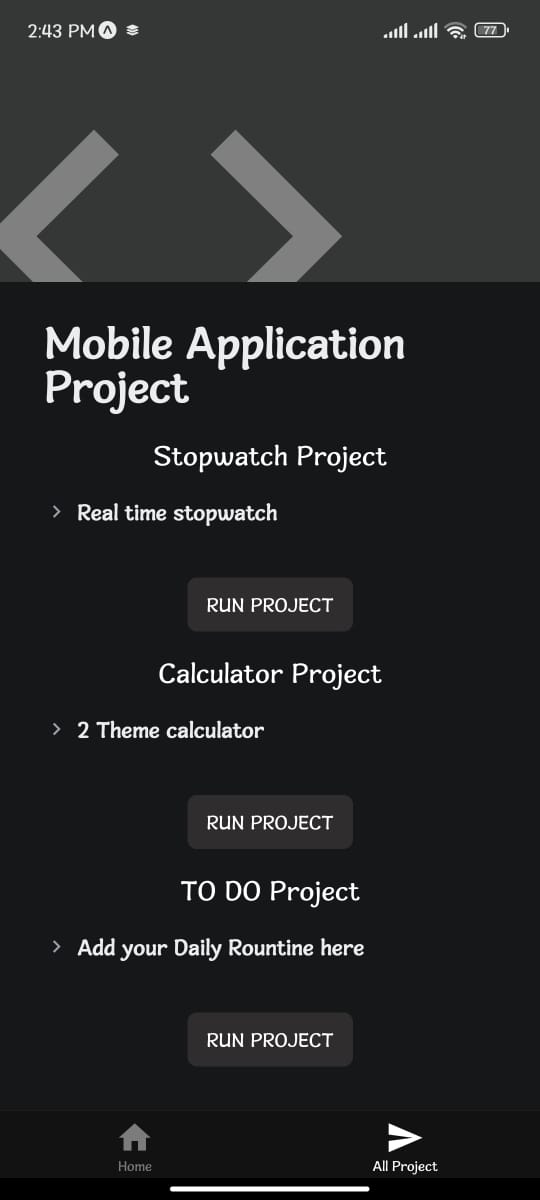 2:43 PM
77
Mobile Application
Project
Stopwatch Project
Real time stopwatch
RUN PROJECT
Calculator Project
2 Theme calculator
RUN PROJECT
TO DO Project
Add your Daily Rountine here
RUN PROJECT
Home
All Project